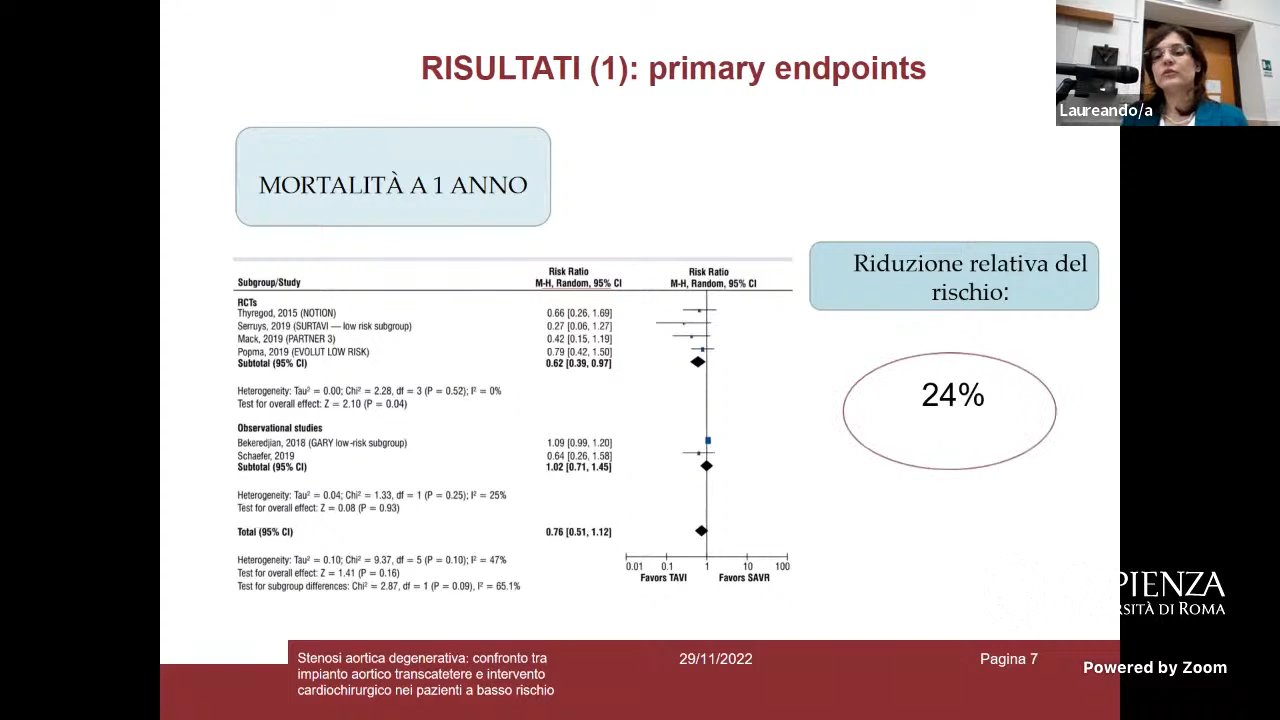 RISULTATI (1): primary endpoints
Laureando/a
MORTALITÀ A 1 ANNO
Riduzione relativa del
rischio:
24%
Subgroup/Study
Risk Ratio
M-H, Random, 95% CI
Risk Ratio
M-H, Random, 95% CI
RCTs
Thyregod, 2015 (NOTION) 0.66 [0.26, 1.69]
Serruys, 2019 (SURTAVI — low risk subgroup) 0.27 [0.06, 1.27]
Mack, 2019 (PARTNER 3) 0.42 [0.15, 1.19]
Popma, 2019 (EVOLUT LOW RISK) 0.79 [0.42, 1.50]
Subtotal (95% CI) 0.62 [0.39, 0.97]
Heterogeneity: Tau² = 0.00; Chi² = 2.28, df = 3 (P = 0.52); I² = 0%
Test for overall effect: Z = 2.10 (P = 0.04)
Observational studies
Bekeredjian, 2018 (GARY low-risk subgroup) 1.09 [0.99, 1.20]
Schaefer, 2019 0.64 [0.26, 1.58]
Subtotal (95% CI) 1.02 [0.71, 1.45]
Heterogeneity: Tau² = 0.04; Chi² = 1.33, df = 1 (P = 0.25); I² = 25%
Test for overall effect: Z = 0.08 (P = 0.93)
Total (95% CI) 0.76 [0.51, 1.12]
Heterogeneity: Tau² = 0.10; Chi² = 9.37, df = 5 (P = 0.10); I² = 47%
Test for overall effect: Z = 1.41 (P = 0.16)
Test for subgroup differences: Chi² = 2.87, df = 1 (P = 0.09), I² = 65.1%
0.01 0.1 1 10 100
Favors TAVI Favors SAVR
PIENZA
RSITÀ DI ROMA
Stenosi aortica degenerativa: confronto tra
impianto aortico transcatetere e intervento
cardiochirurgico nei pazienti a basso rischio
29/11/2022
Pagina 7
Powered by Zoom